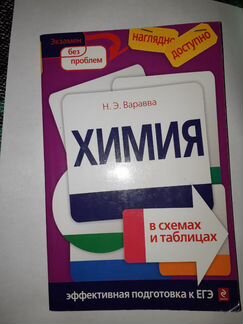 Экзамен
без
проблем
наглядно
доступно
Н. Э. Варавва
ХИМИЯ
в схемах
и таблицах
эффективная подготовка к ЕГЭ